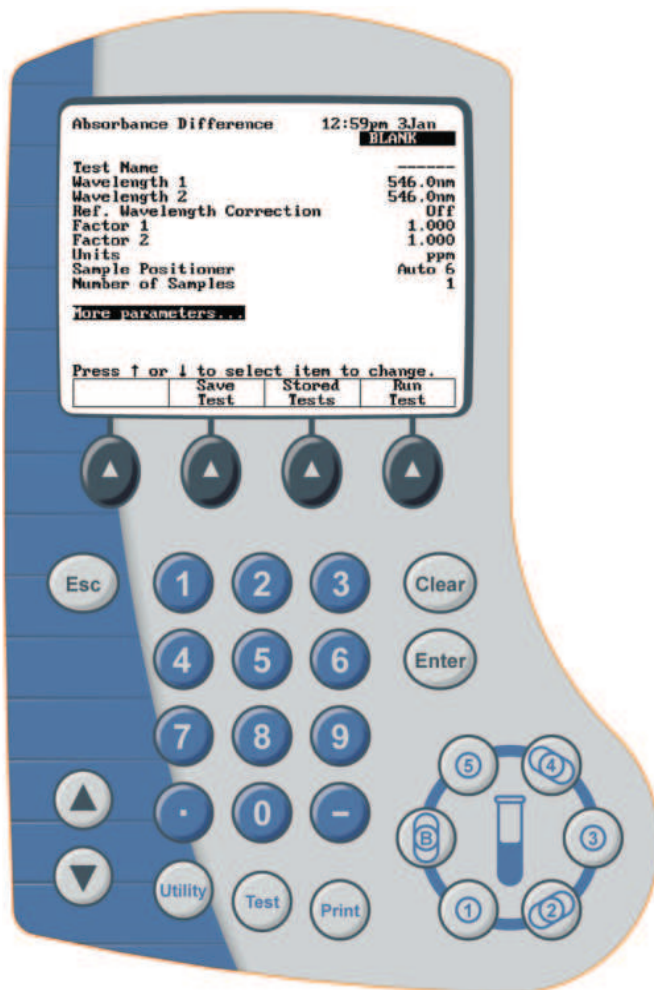 Absorbance Difference 12:59pm 3Jan
BLANK
Test Name ------
Wavelength 1 546.0nm
Wavelength 2 546.0nm
Ref. Wavelength Correction Off
Factor 1 1.000
Factor 2 1.000
Units ppm
Sample Positioner Auto 6
Number of Samples 1
More parameters...
Press ↑ or ↓ to select item to change.
Save Test
Stored Tests
Run Test
Esc 1 2 3 Clear
4 5 6 Enter
7 8 9
. 0 −
Utility Test Print
5 4
B 3
1 2